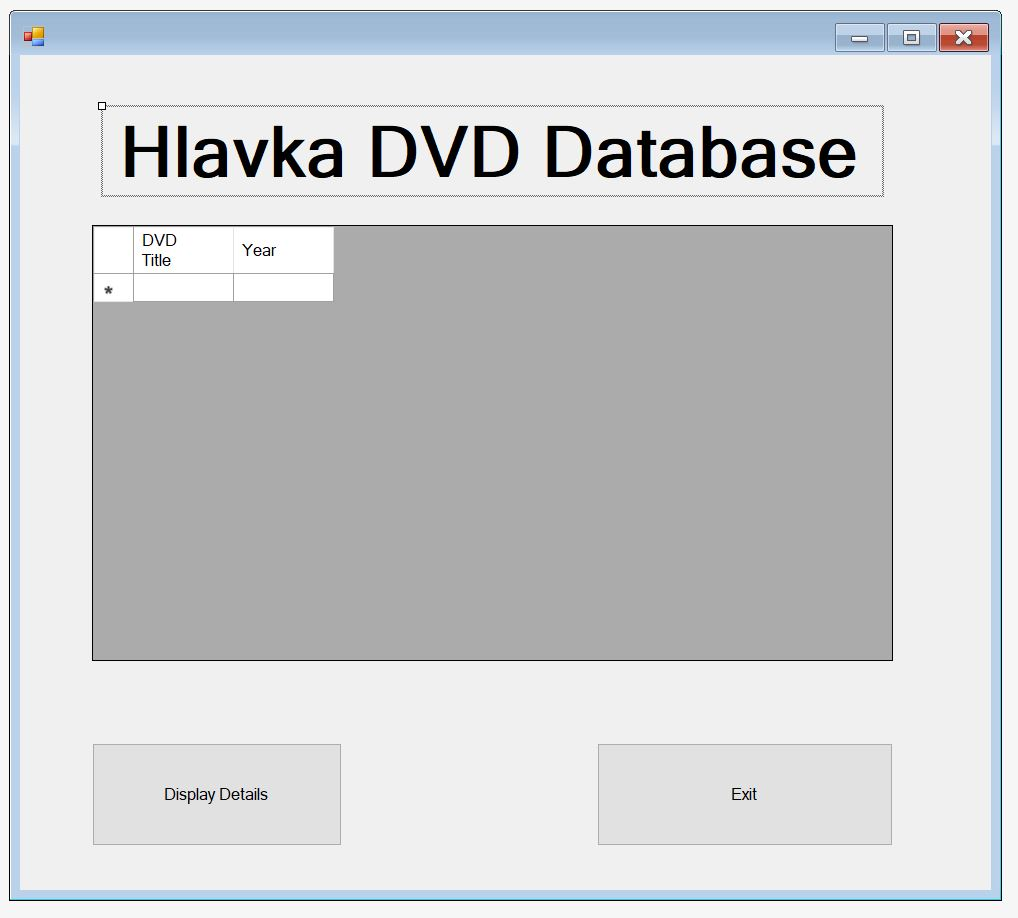 Hlavka DVD Database
DVD
Title
Year
*
Display Details
Exit